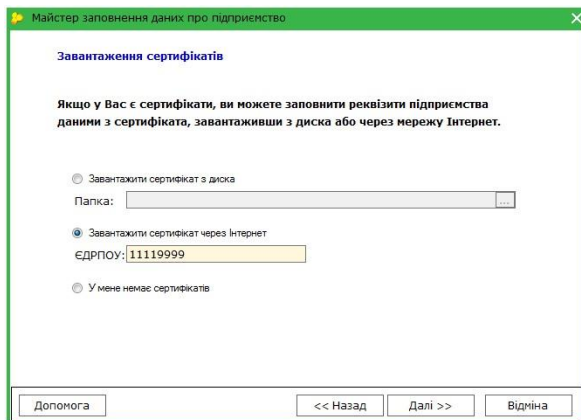 Майстер заповнення даних про підприємство
Завантаження сертифікатів
Якщо у Вас є сертифікати, ви можете заповнити реквізити підприємства
даними з сертифіката, завантаживши з диска або через мережу Інтернет.
Завантажити сертифікат з диска
Папка:
...
Завантажити сертифікат через Інтернет
ЄДРПОУ: 11119999
У мене немає сертифікатів
Допомога << Назад Далі >> Відміна